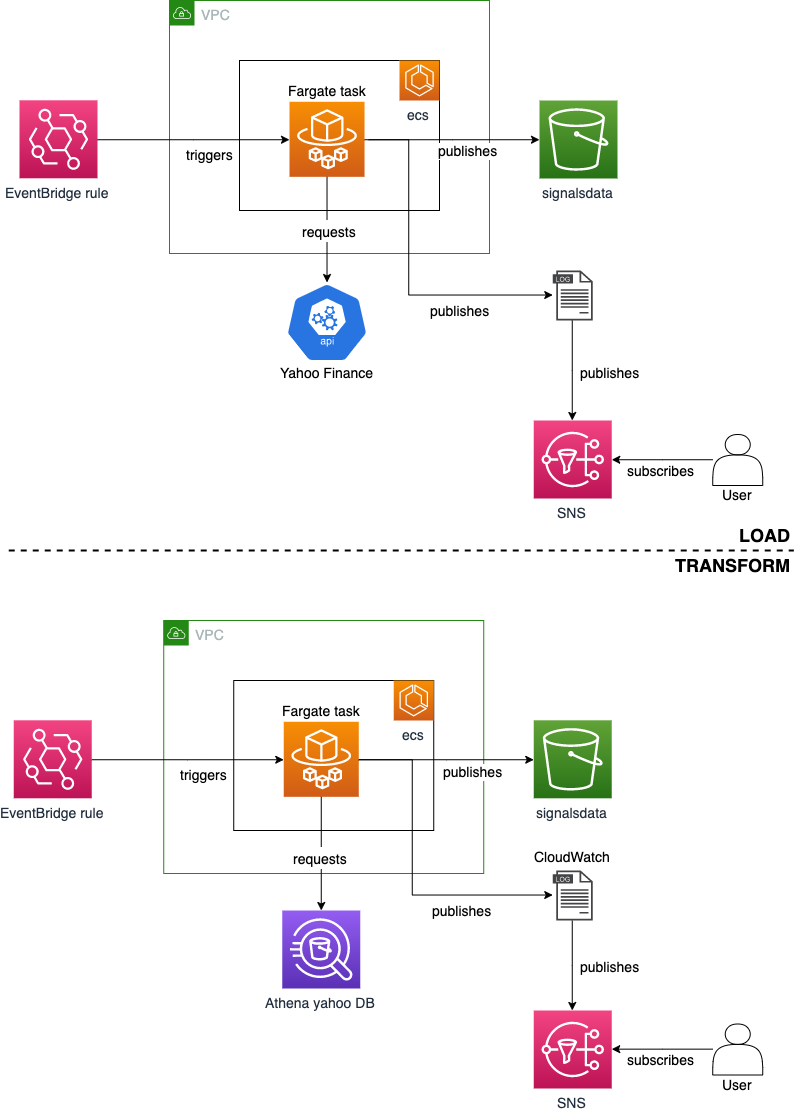 VPC
Fargate task
ecs
EventBridge rule
triggers
publishes
signalsdata
requests
LOG
publishes
api
Yahoo Finance
publishes
subscribes
User
SNS
LOAD
TRANSFORM
VPC
Fargate task
ecs
EventBridge rule
triggers
publishes
signalsdata
requests
CloudWatch
LOG
publishes
Athena yahoo DB
publishes
subscribes
User
SNS